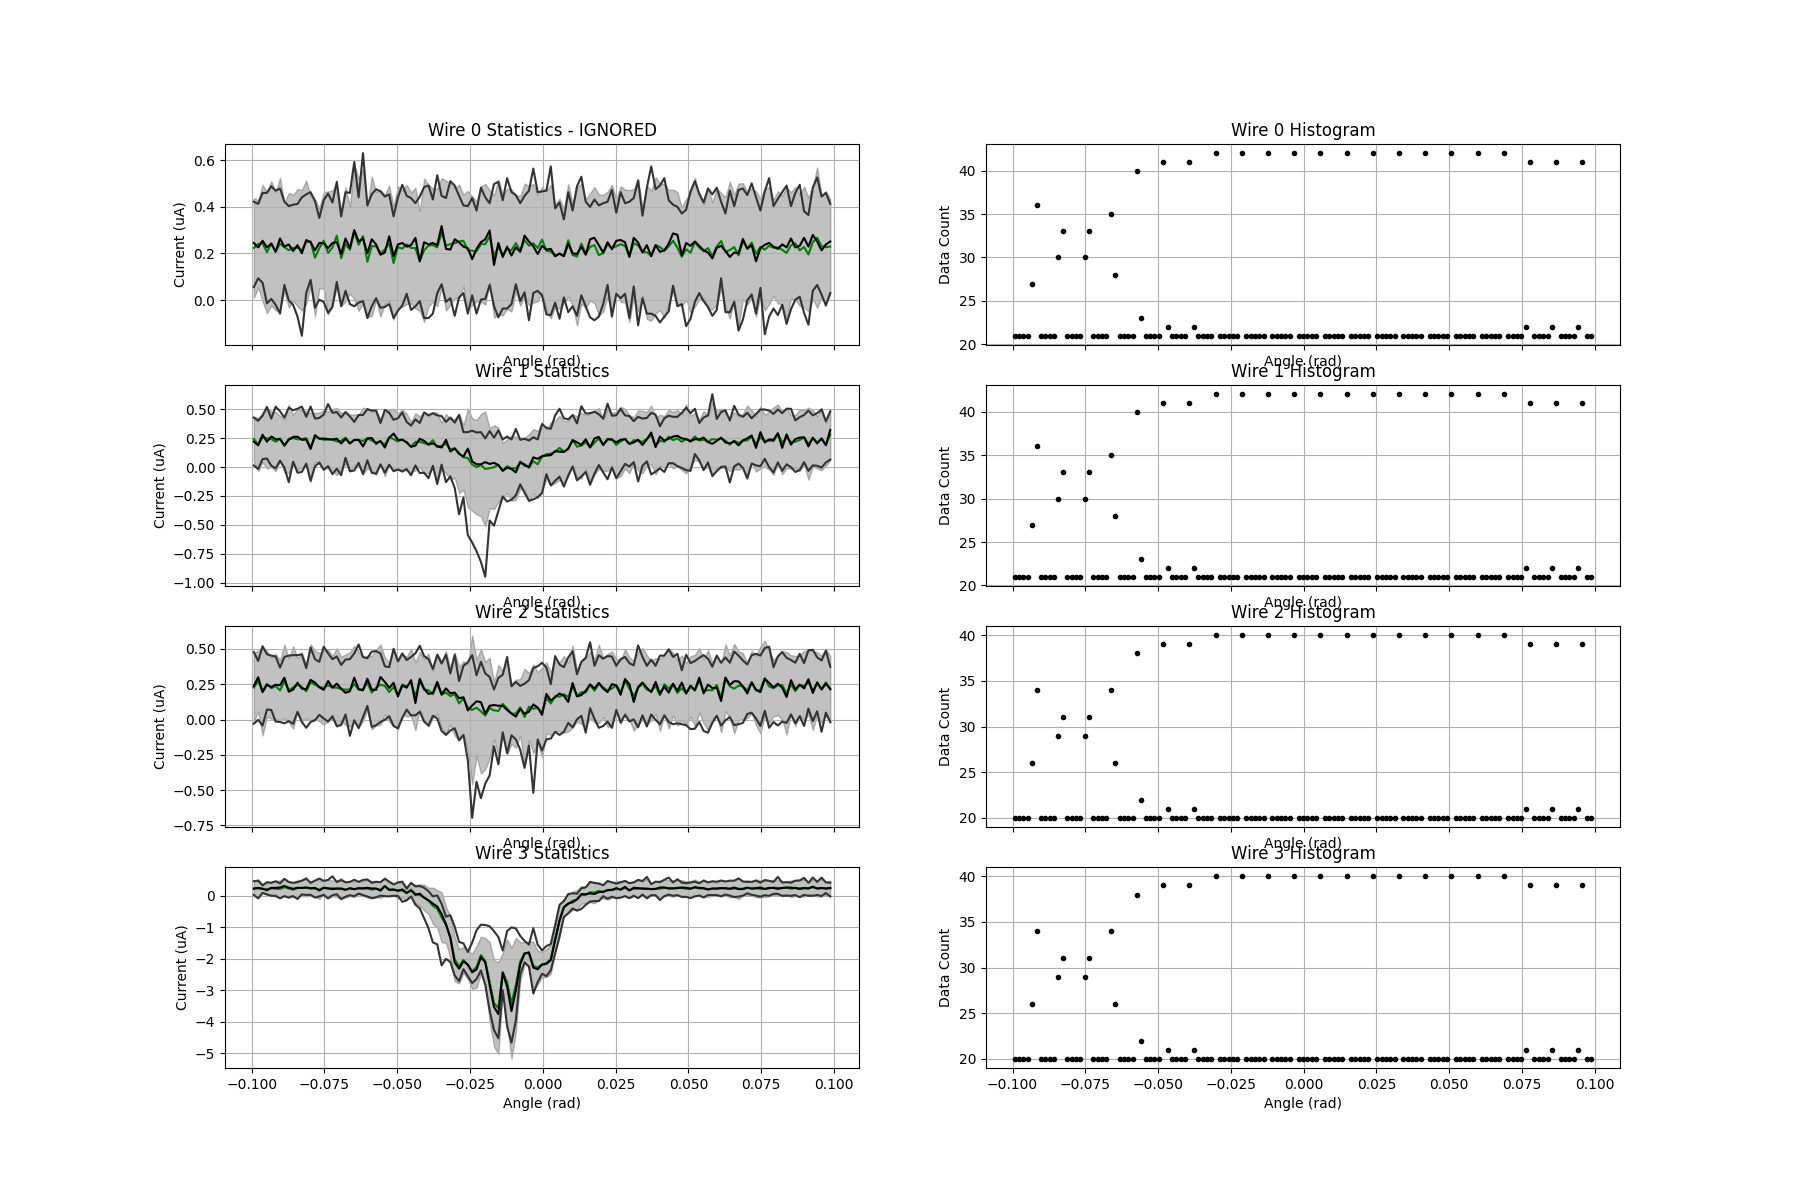 Wire 0 Statistics - IGNORED
Current (uA)
0.6
0.4
0.2
0.0
Angle (rad)
Wire 0 Histogram
Data Count
40
35
30
25
20
Angle (rad)
Wire 1 Statistics
Current (uA)
0.50
0.25
0.00
−0.25
−0.50
−0.75
−1.00
Angle (rad)
Wire 1 Histogram
Data Count
40
35
30
25
20
Angle (rad)
Wire 2 Statistics
Current (uA)
0.50
0.25
0.00
−0.25
−0.50
−0.75
Angle (rad)
Wire 2 Histogram
Data Count
40
35
30
25
20
Angle (rad)
Wire 3 Statistics
Current (uA)
0
−1
−2
−3
−4
−5
−0.100 −0.075 −0.050 −0.025 0.000 0.025 0.050 0.075 0.100
Angle (rad)
Wire 3 Histogram
Data Count
40
35
30
25
20
−0.100 −0.075 −0.050 −0.025 0.000 0.025 0.050 0.075 0.100
Angle (rad)